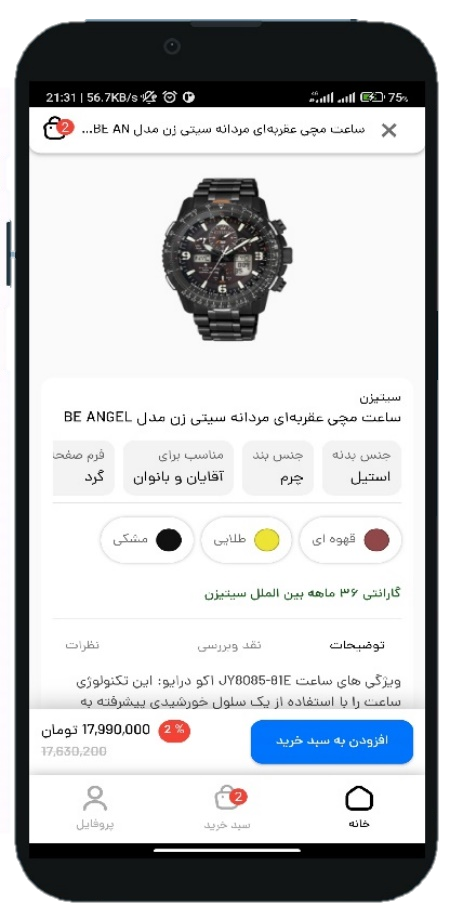 21:31 | 56.7KB/s 75%
ساعت مچی عقربه‌ای مردانه سیتی زن مدل BE AN...
2
سیتیزن
ساعت مچی عقربه‌ای مردانه سیتی زن مدل BE ANGEL
جنس بدنه جنس بند مناسب برای فرم صفحا
استیل چرم آقایان و بانوان گرد
قهوه ای طلایی مشکی
گارانتی ۳۶ ماهه بین الملل سیتیزن
توضیحات نقد وبررسی نظرات
ویژگی های ساعت JY8085-81E اکو درایو: این تکنولوژی
ساعت را با استفاده از یک سلول خورشیدی پیشرفته به
افزودن به سبد خرید 2 % 17,990,000 تومان
17,630,200
2
خانه سبد خرید پروفایل